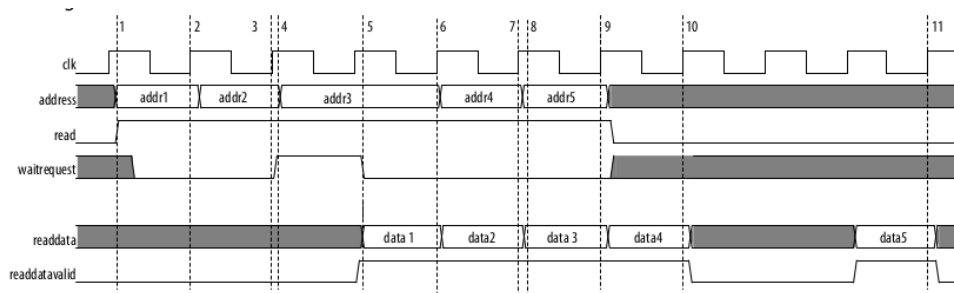 1 2 3 4 5 6 7 8 9 10 11
clk
address addr1 addr2 addr3 addr4 addr5
read
waitrequest
readdata data 1 data2 data 3 data4 data5
readdatavalid